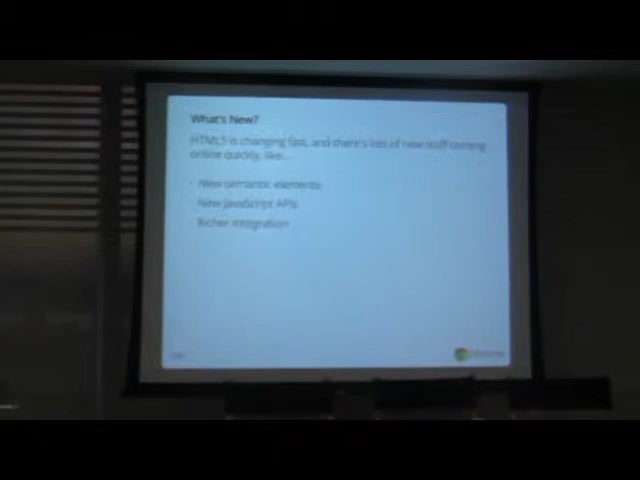 What's New?
HTML5 is changing fast, and there's lots of new stuff coming
online quickly, like...
- New semantic elements
- New JavaScript APIs
- Richer integration
chrome